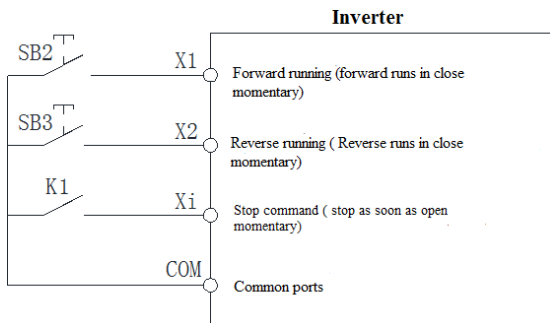 Inverter
SB2
X1
Forward running (forward runs in close
momentary)
SB3
X2
Reverse running ( Reverse runs in close
momentary)
K1
Xi
Stop command ( stop as soon as open
momentary)
COM
Common ports